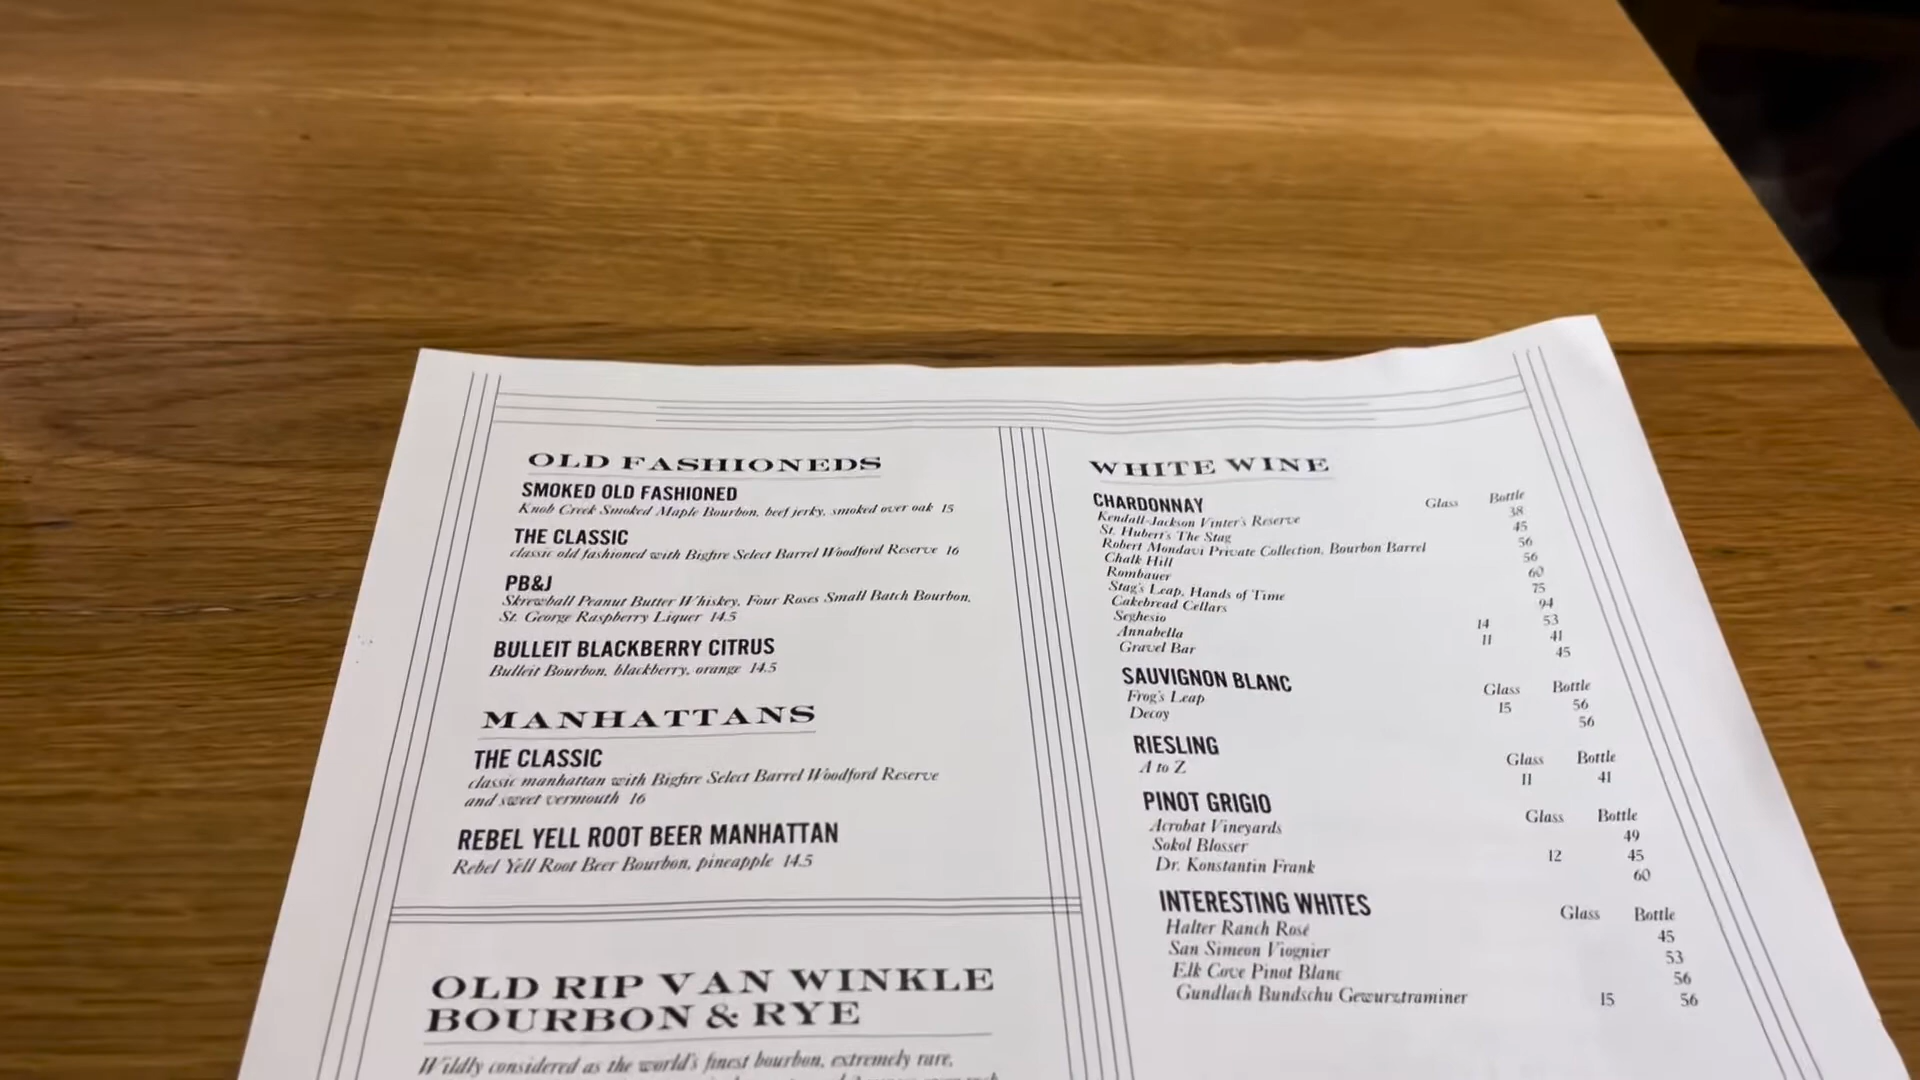 OLD FASHIONEDS
SMOKED OLD FASHIONED
Knob Creek Smoked Maple Bourbon, beef jerky, smoked over oak 15
THE CLASSIC
classic old fashioned with Bigfire Select Barrel Woodford Reserve 16
PB&J
Skrewball Peanut Butter Whiskey, Four Roses Small Batch Bourbon,
St. George Raspberry Liquer 14.5
BULLEIT BLACKBERRY CITRUS
Bulleit Bourbon, blackberry, orange 14.5
MANHATTANS
THE CLASSIC
classic manhattan with Bigfire Select Barrel Woodford Reserve
and sweet vermouth 16
REBEL YELL ROOT BEER MANHATTAN
Rebel Yell Root Beer Bourbon, pineapple 14.5
OLD RIP VAN WINKLE
BOURBON & RYE
Wildly considered as the world's finest bourbon, extremely rare,
WHITE WINE
CHARDONNAY Glass Bottle
Kendall-Jackson Vinter's Reserve 38
St. Hubert's The Stag 45
Robert Mondavi Private Collection, Bourbon Barrel 56
Chalk Hill 56
Rombauer 60
Stag's Leap, Hands of Time 75
Cakebread Cellars 94
Seghesio 14 53
Annabella 11 41
Gravel Bar 45
SAUVIGNON BLANC Glass Bottle
Frog's Leap 15 56
Decoy 56
RIESLING Glass Bottle
A to Z 11 41
PINOT GRIGIO Glass Bottle
Acrobat Vineyards 49
Sokol Blosser 12 45
Dr. Konstantin Frank 60
INTERESTING WHITES Glass Bottle
Halter Ranch Rosé 45
San Simeon Viognier 53
Elk Cove Pinot Blanc 56
Gundlach Bundschu Gewurztraminer 15 56